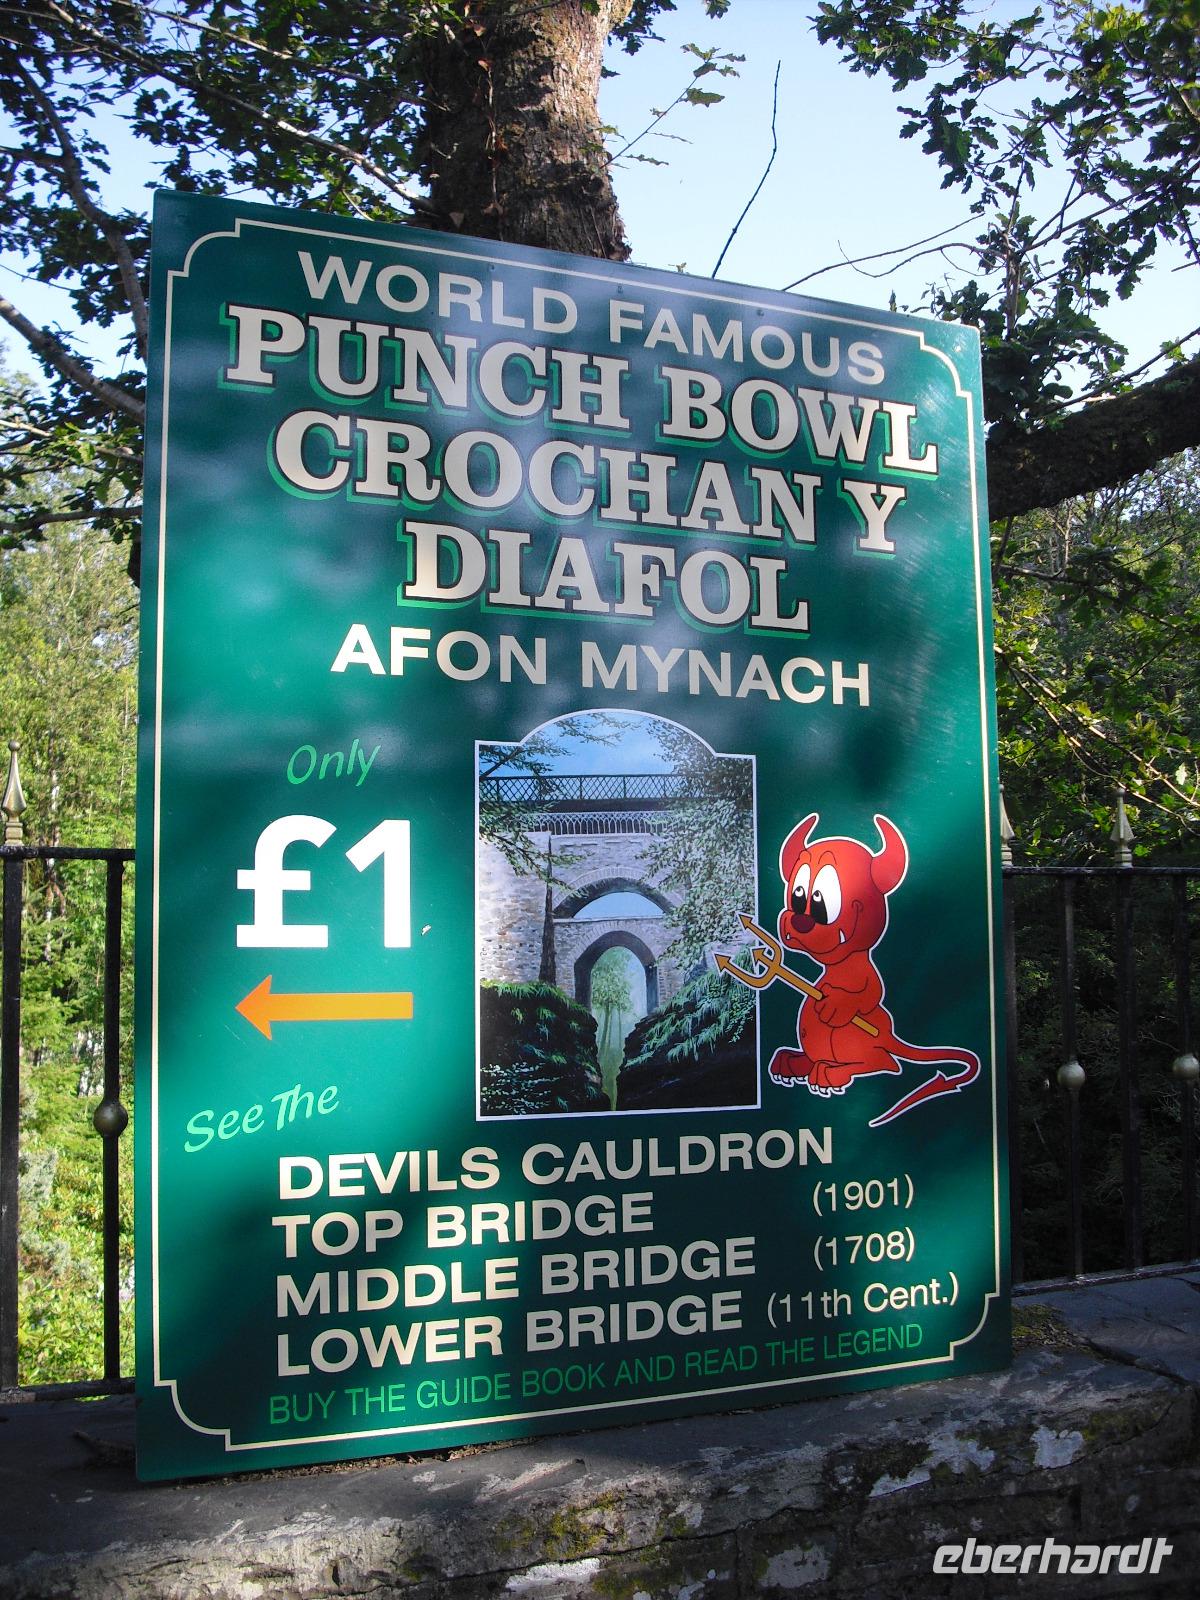 WORLD FAMOUS
PUNCH BOWL
CROCHAN Y
DIAFOL
AFON MYNACH
Only
£1
See The
DEVILS CAULDRON
TOP BRIDGE (1901)
MIDDLE BRIDGE (1708)
LOWER BRIDGE (11th Cent.)
BUY THE GUIDE BOOK AND READ THE LEGEND
eberhardt